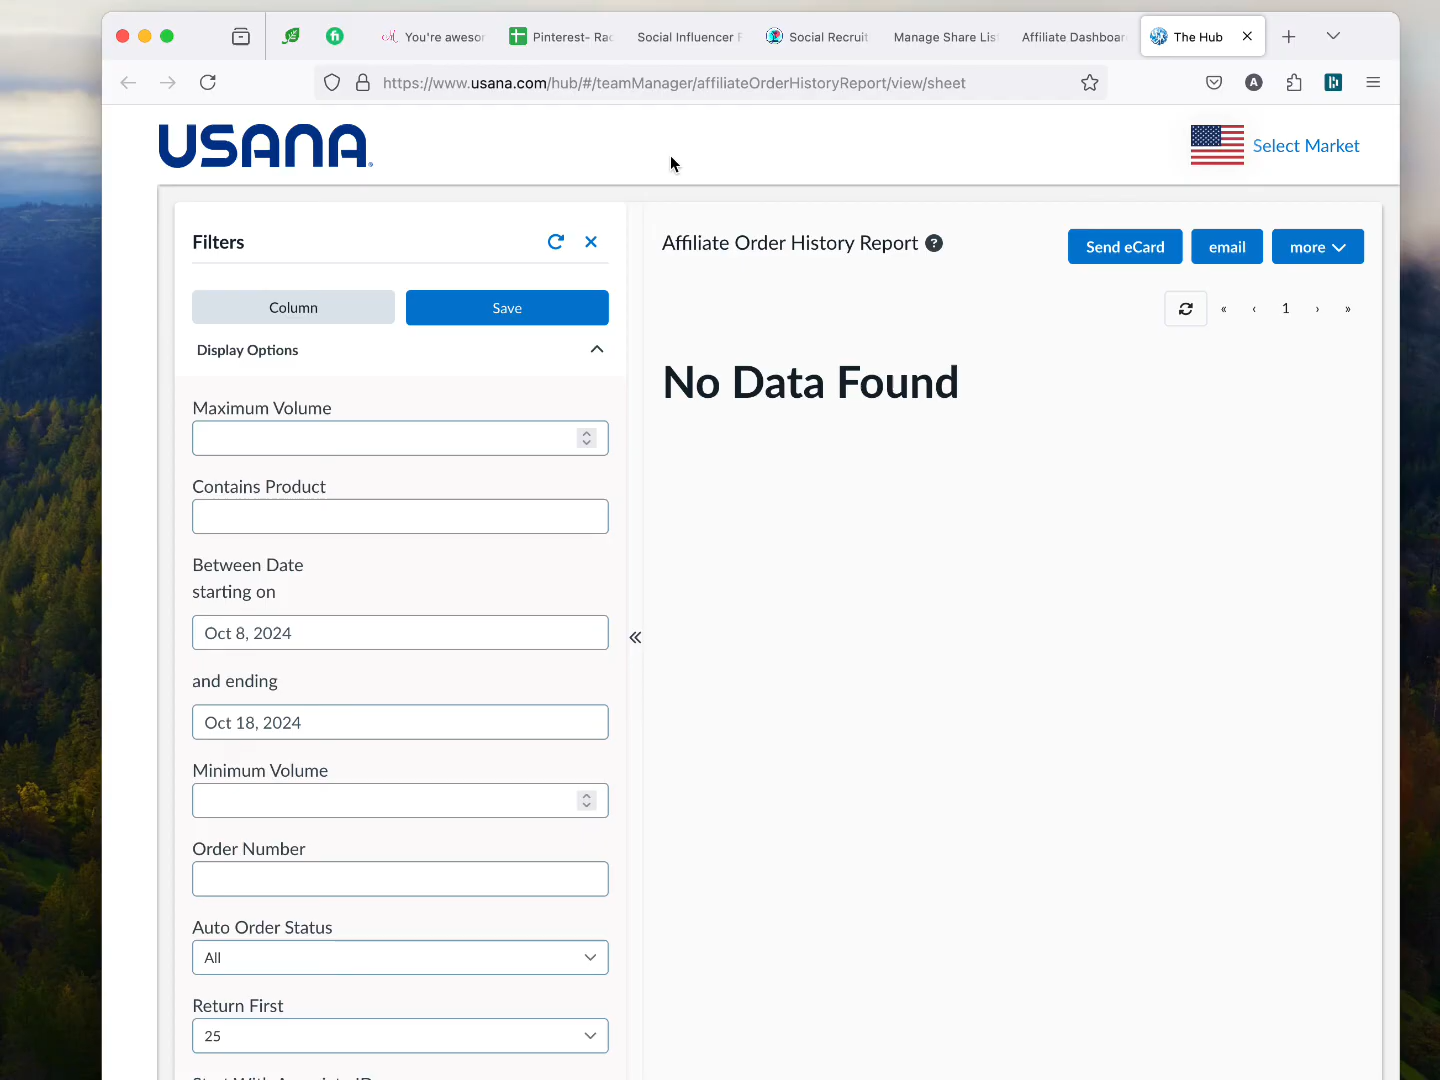 You're awesor
Pinterest- Ra
Social Influencer
Social Recruit
Manage Share Lis
Affiliate Dashboar
The Hub
A
https://www.usana.com/hub/#/teamManager/affiliateOrderHistoryReport/view/sheet
USANA
Select Market
Filters
Affiliate Order History Report ?
Send eCard
email
more
Column
Save
« ‹ 1 › »
Display Options
No Data Found
Maximum Volume
Contains Product
Between Date
starting on
Oct 8, 2024
«
and ending
Oct 18, 2024
Minimum Volume
Order Number
Auto Order Status
All
Return First
25